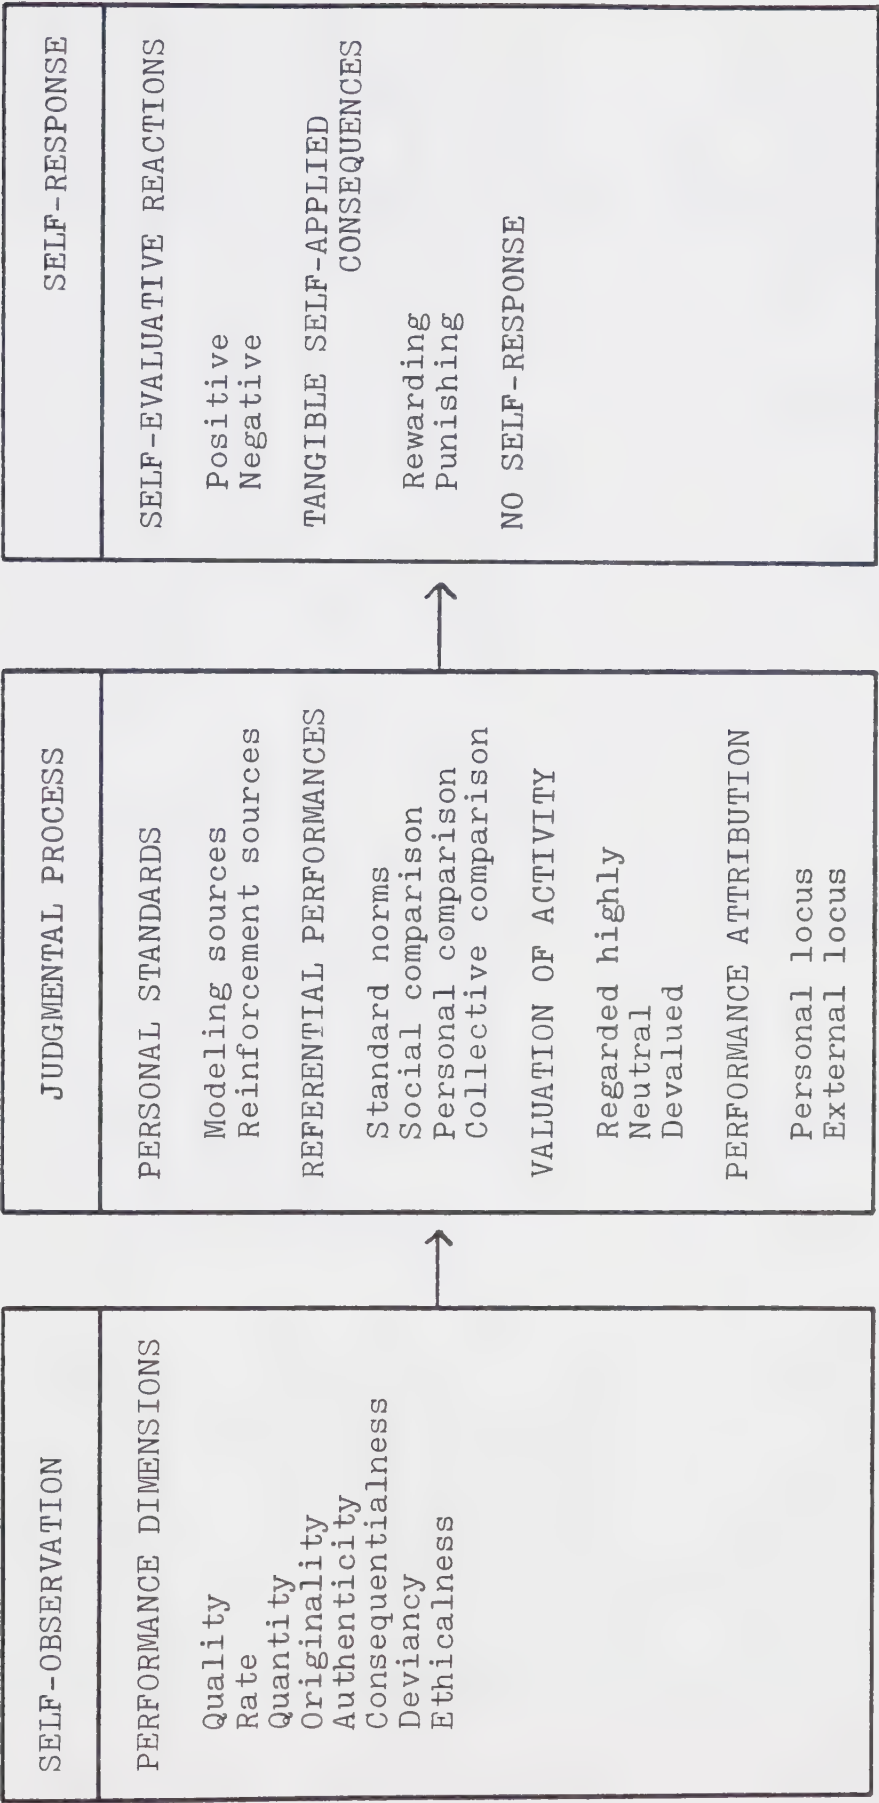 SELF-OBSERVATION
PERFORMANCE DIMENSIONS
Quality
Rate
Quantity
Originality
Authenticity
Consequentialness
Deviancy
Ethicalness
JUDGMENTAL PROCESS
PERSONAL STANDARDS
Modeling sources
Reinforcement sources
REFERENTIAL PERFORMANCES
Standard norms
Social comparison
Personal comparison
Collective comparison
VALUATION OF ACTIVITY
Regarded highly
Neutral
Devalued
PERFORMANCE ATTRIBUTION
Personal locus
External locus
SELF-RESPONSE
SELF-EVALUATIVE REACTIONS
Positive
Negative
TANGIBLE SELF-APPLIED
CONSEQUENCES
Rewarding
Punishing
NO SELF-RESPONSE